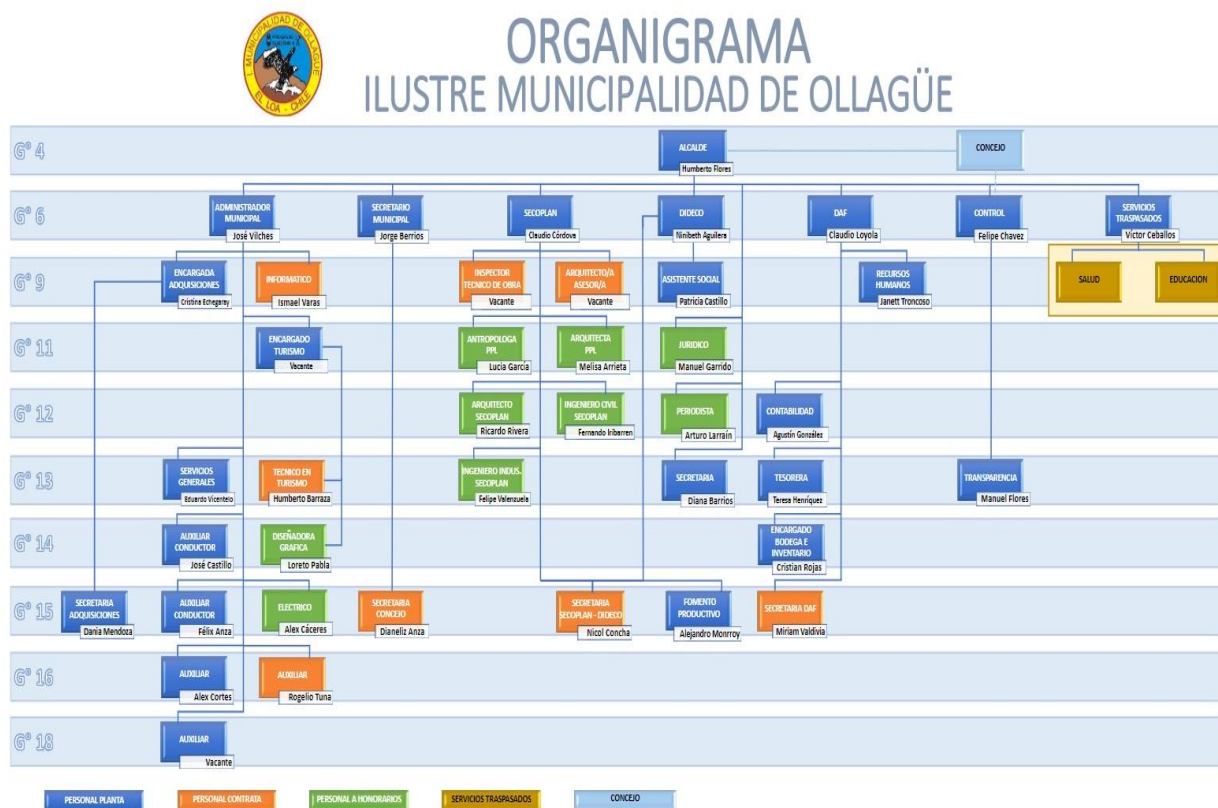 I. MUNICIPALIDAD DE OLLAGÜE
EL LOA - CHILE
ORGANIGRAMA
ILUSTRE MUNICIPALIDAD DE OLLAGÜE
G° 4
ALCALDE
Humberto Flores
CONCEJO
G° 6
ADMINISTRADOR
MUNICIPAL
José Vilches
SECRETARIO
MUNICIPAL
Jorge Berrios
SECOPLAN
Claudio Córdova
DIDECO
Ninibeth Aguilera
DAF
Claudio Loyola
CONTROL
Felipe Chavez
SERVICIOS
TRASPASADOS
Víctor Ceballos
G° 9
ENCARGADA
ADQUISICIONES
Cristina Echegaray
INFORMATICO
Ismael Varas
INSPECTOR
TECNICO DE OBRA
Vacante
ARQUITECTO/A
ASESOR/A
Vacante
ASISTENTE SOCIAL
Patricia Castillo
RECURSOS
HUMANOS
Janett Troncoso
SALUD
EDUCACION
G° 11
ENCARGADO
TURISMO
Vacante
ANTROPOLOGA
PPL
Lucia Garcia
ARQUITECTA
PPL
Melisa Arrieta
JURIDICO
Manuel Garrido
G° 12
ARQUITECTO
SECOPLAN
Ricardo Rivera
INGENIERO CIVIL
SECOPLAN
Fernando Iribarren
PERIODISTA
Arturo Larraín
CONTABILIDAD
Agustín González
G° 13
SERVICIOS
GENERALES
Eduardo Vicentelo
TECNICO EN
TURISMO
Humberto Barraza
INGENIERO INDUS.
SECOPLAN
Felipe Valenzuela
SECRETARIA
Diana Barrios
TESORERA
Teresa Henríquez
TRANSPARENCIA
Manuel Flores
G° 14
AUXILIAR
CONDUCTOR
José Castillo
DISEÑADORA
GRAFICA
Loreto Pabla
ENCARGADO
BODEGA E
INVENTARIO
Cristian Rojas
G° 15
SECRETARIA
ADQUISICIONES
Dania Mendoza
AUXILIAR
CONDUCTOR
Félix Anza
ELECTRICO
Alex Cáceres
SECRETARIA
CONCEJO
Dianeliz Anza
SECRETARIA
SECOPLAN - DIDECO
Nicol Concha
FOMENTO
PRODUCTIVO
Alejandro Monrroy
SECRETARIA DAF
Miriam Valdivia
G° 16
AUXILIAR
Alex Cortes
AUXILIAR
Rogelio Tuna
G° 18
AUXILIAR
Vacante
PERSONAL PLANTA
PERSONAL CONTRATA
PERSONAL A HONORARIOS
SERVICIOS TRASPASADOS
CONCEJO